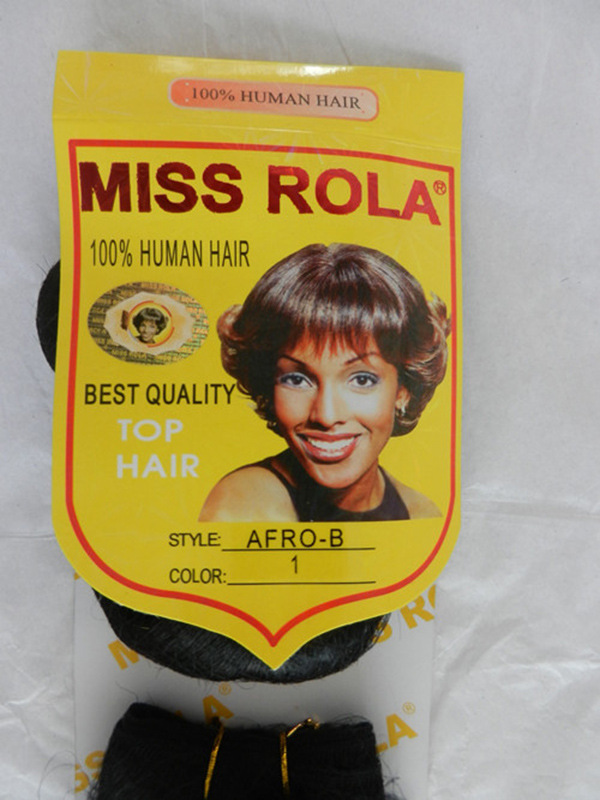 100% HUMAN HAIR
MISS ROLA®
100% HUMAN HAIR
BEST QUALITY
TOP
HAIR
STYLE: AFRO-B
COLOR: 1